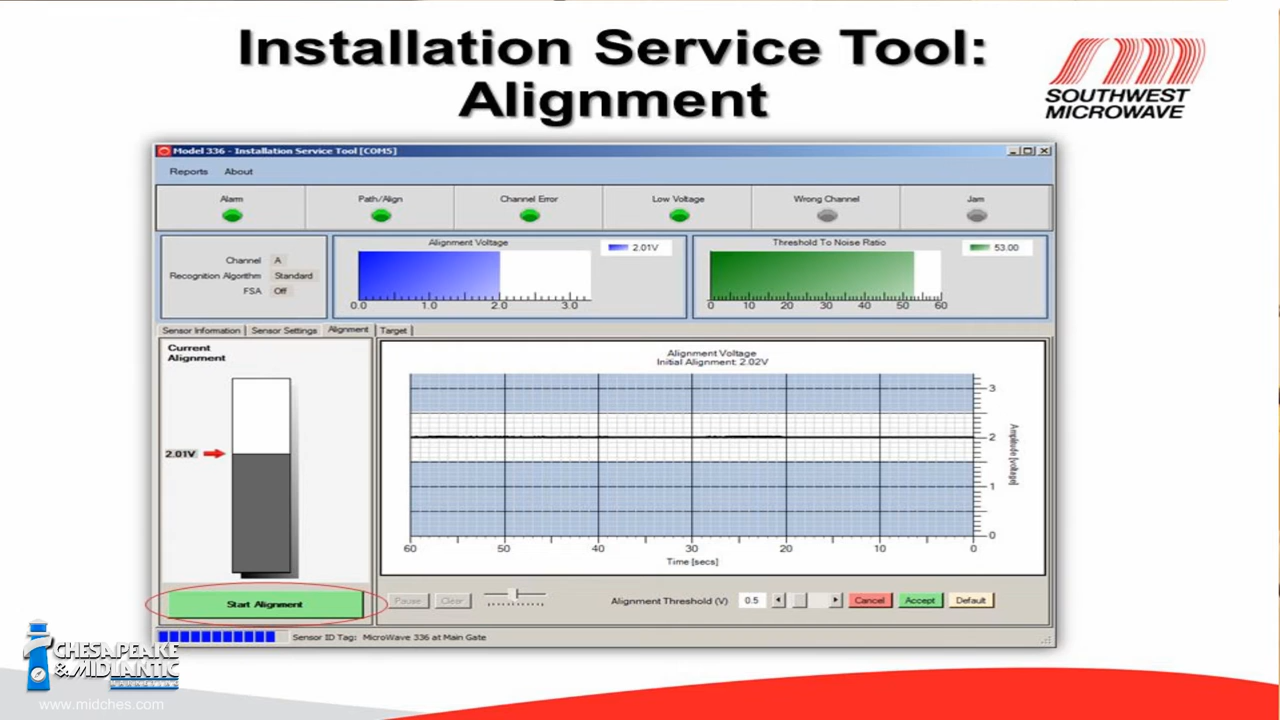 Installation Service Tool:
Alignment
SOUTHWEST
MICROWAVE
Model 336 - Installation Service Tool [COM5]
Reports About
Alarm Path/Align Channel Error Low Voltage Wrong Channel Jam
Channel A
Recognition Algorithm Standard
FSA Off
Alignment Voltage
2.01V
0.0 1.0 2.0 3.0
Threshold To Noise Ratio
53.00
0 10 20 30 40 50 60
Sensor Information Sensor Settings Alignment Target
Current
Alignment
2.01V
Start Alignment
Alignment Voltage
Initial Alignment: 2.02V
3
2
1
0
Amplitude [voltage]
60 50 40 30 20 10 0
Time [secs]
Pause Clear Alignment Threshold (V) 0.5 Cancel Accept Default
Sensor ID Tag: MicroWave 336 at Main Gate
CHESAPEAKE
& MIDLANTIC
www.midches.com